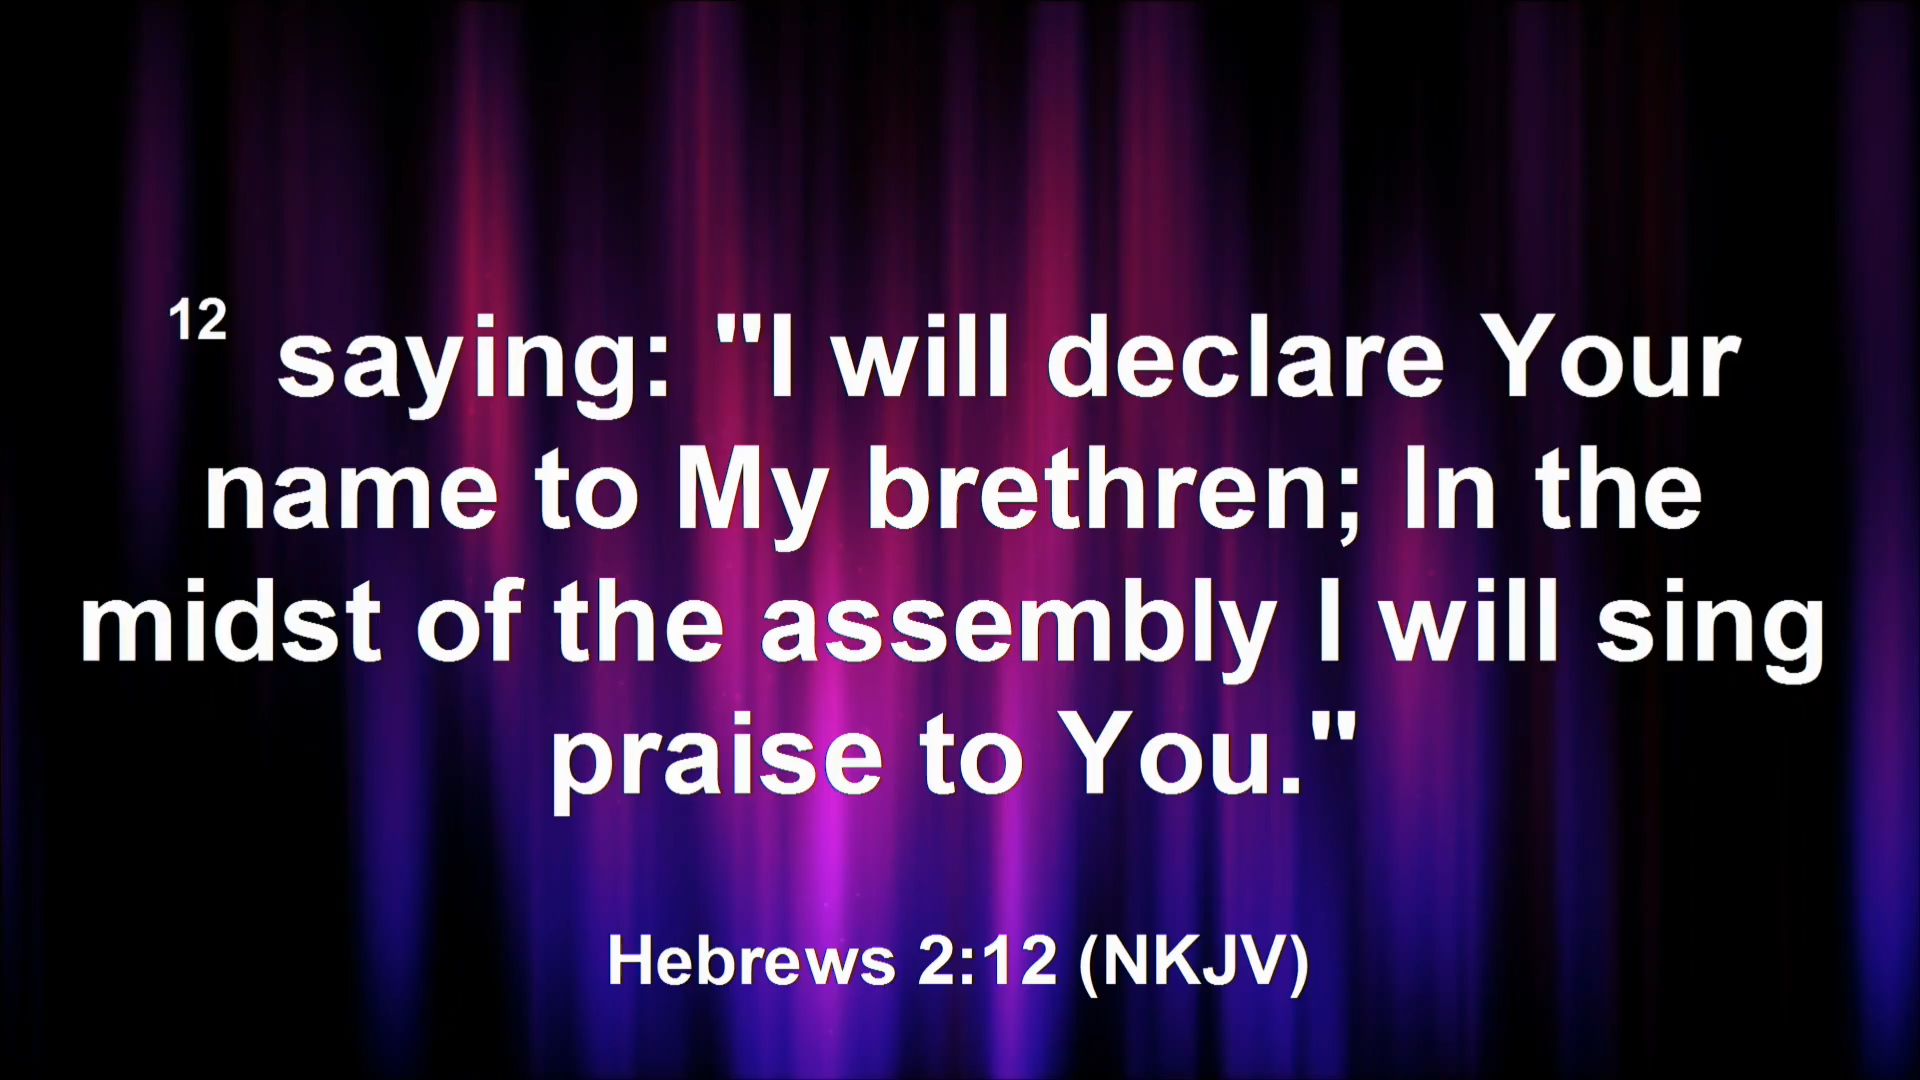 12 saying: "I will declare Your
name to My brethren; In the
midst of the assembly I will sing
praise to You."
Hebrews 2:12 (NKJV)